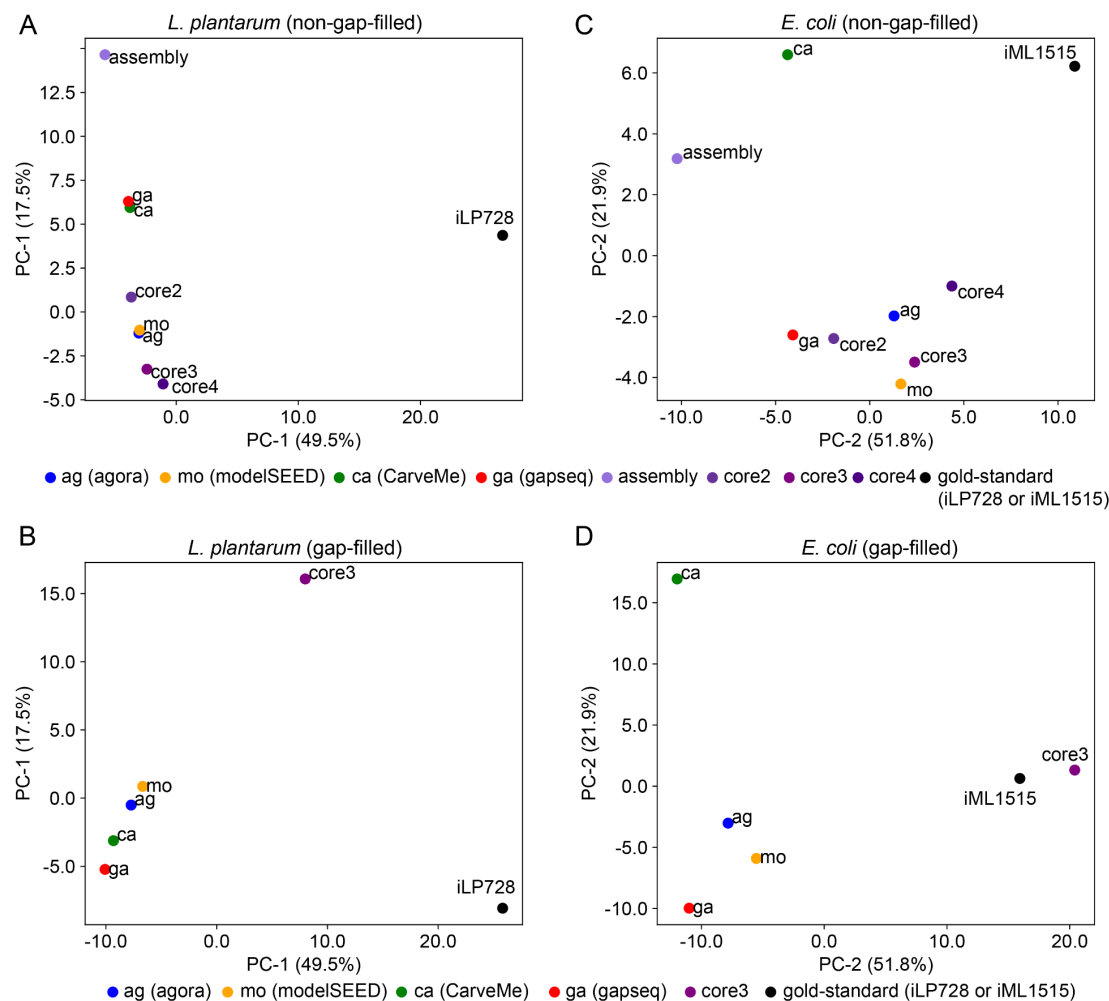 A
L. plantarum (non-gap-filled)
PC-1 (17.5%)
12.5
10.0
7.5
5.0
2.5
0.0
-2.5
-5.0
assembly
ga
ca
iLP728
core2
mo
ag
core3
core4
0.0 10.0 20.0
PC-1 (49.5%)
C
E. coli (non-gap-filled)
PC-2 (21.9%)
6.0
4.0
2.0
0.0
-2.0
-4.0
ca
iML1515
assembly
core4
ag
ga
core2
core3
mo
-10.0 -5.0 0.0 5.0 10.0
PC-2 (51.8%)
ag (agora) mo (modelSEED) ca (CarveMe) ga (gapseq) assembly core2 core3 core4 gold-standard
(iLP728 or iML1515)
B
L. plantarum (gap-filled)
PC-1 (17.5%)
15.0
10.0
5.0
0.0
-5.0
core3
mo
ag
ca
ga
iLP728
-10.0 0.0 10.0 20.0
PC-1 (49.5%)
D
E. coli (gap-filled)
PC-2 (21.9%)
15.0
10.0
5.0
0.0
-5.0
-10.0
ca
core3
iML1515
ag
mo
ga
-10.0 0.0 10.0 20.0
PC-2 (51.8%)
ag (agora) mo (modelSEED) ca (CarveMe) ga (gapseq) core3 gold-standard (iLP728 or iML1515)